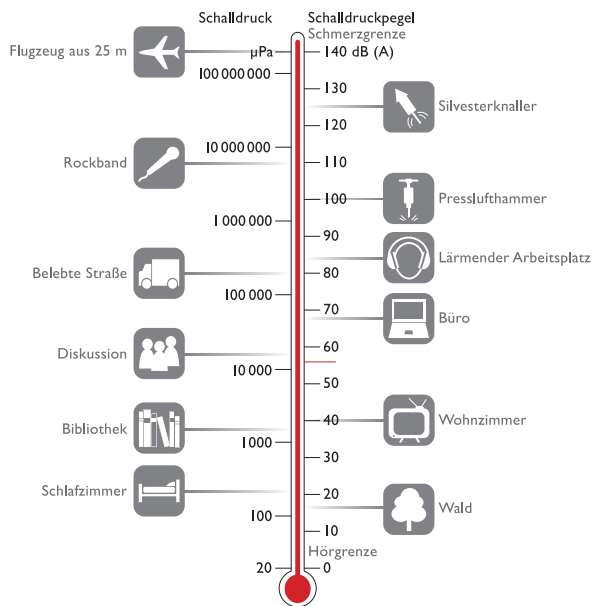 Schalldruck Schalldruckpegel
Schmerzgrenze
Flugzeug aus 25 m µPa 140 dB (A)
100 000 000
130
Silvesterknaller
120
10 000 000
Rockband 110
100 Presslufthammer
1 000 000
90
Lärmender Arbeitsplatz
Belebte Straße 80
100 000
70
Büro
60
Diskussion
10 000
50
40 Wohnzimmer
Bibliothek
1 000
30
Schlafzimmer 20
Wald
100
10
Hörgrenze
20 0